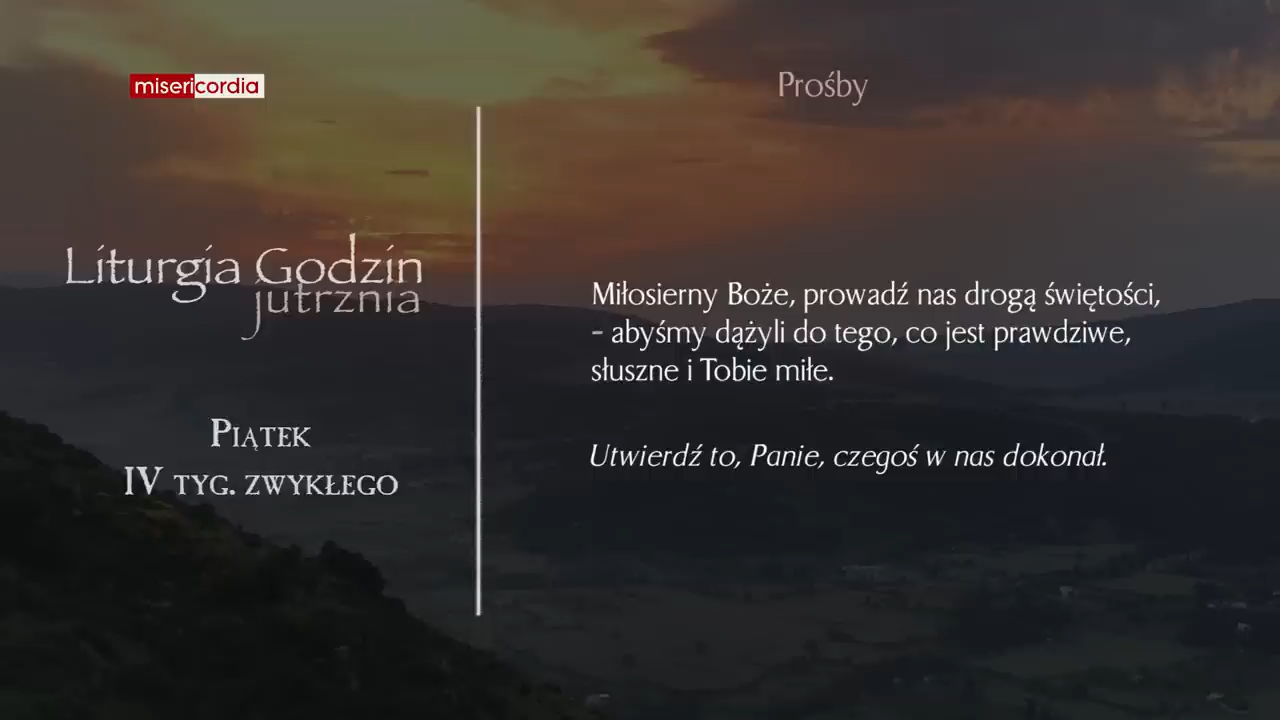 misericordia
Liturgia Godzin
jutrznia
Piątek
IV tyg. zwykłego
Prośby
Miłosierny Boże, prowadź nas drogą świętości,
- abyśmy dążyli do tego, co jest prawdziwe,
słuszne i Tobie miłe.
Utwierdź to, Panie, czegoś w nas dokonał.